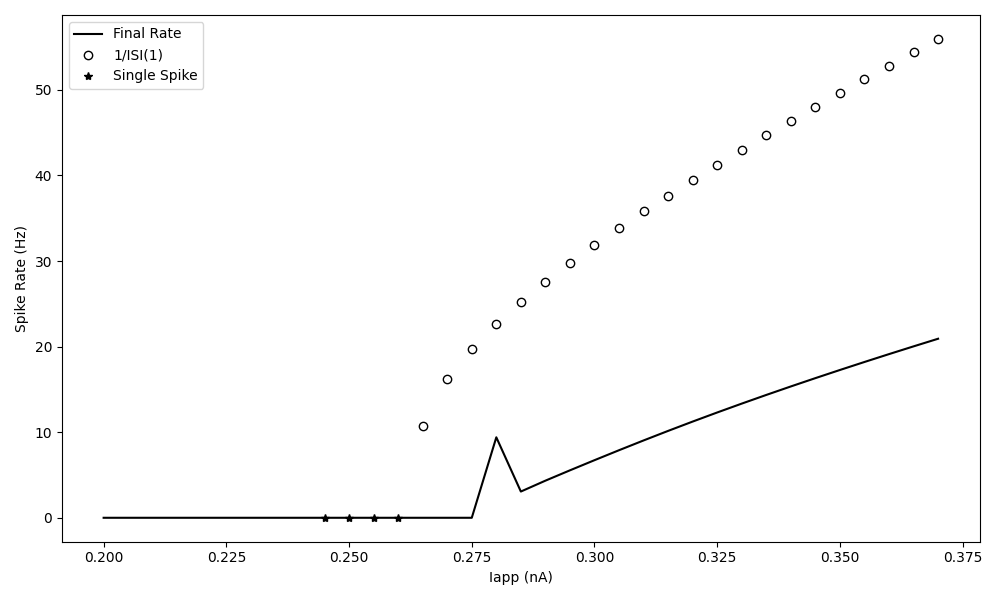 Final Rate
1/ISI(1)
Single Spike
Spike Rate (Hz)
50
40
30
20
10
0
0.200 0.225 0.250 0.275 0.300 0.325 0.350 0.375
Iapp (nA)